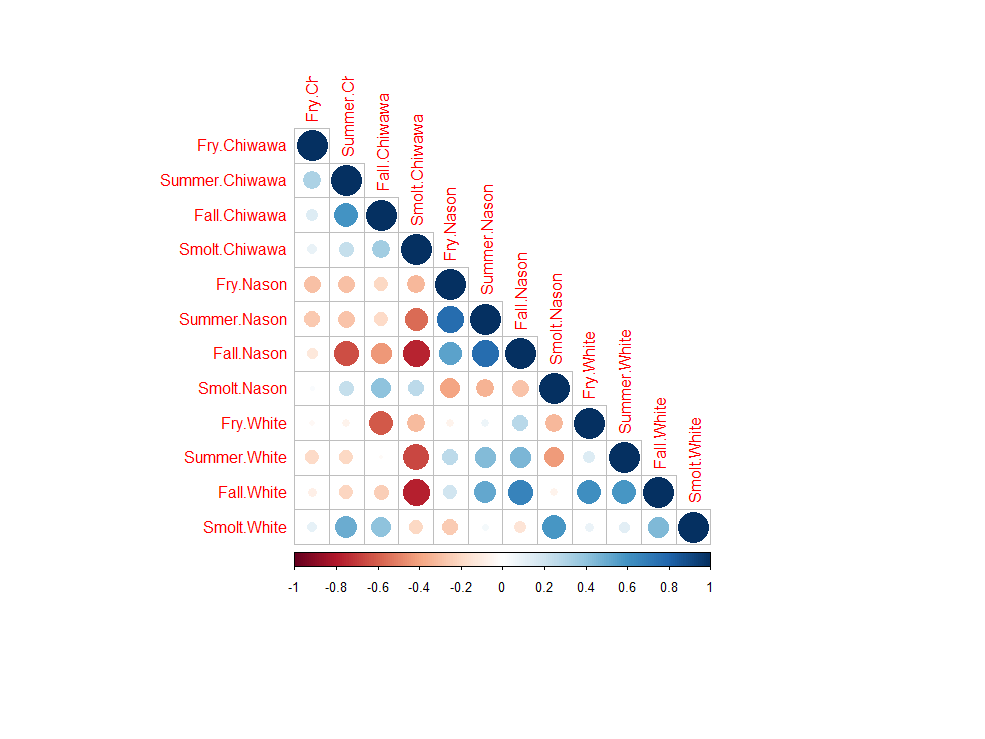 Fry.Ch
Summer.Ch
Fall.Chiwawa
Smolt.Chiwawa
Fry.Nason
Summer.Nason
Fall.Nason
Smolt.Nason
Fry.White
Summer.White
Fall.White
Smolt.White
Fry.Chiwawa
Summer.Chiwawa
Fall.Chiwawa
Smolt.Chiwawa
Fry.Nason
Summer.Nason
Fall.Nason
Smolt.Nason
Fry.White
Summer.White
Fall.White
Smolt.White
-1 -0.8 -0.6 -0.4 -0.2 0 0.2 0.4 0.6 0.8 1